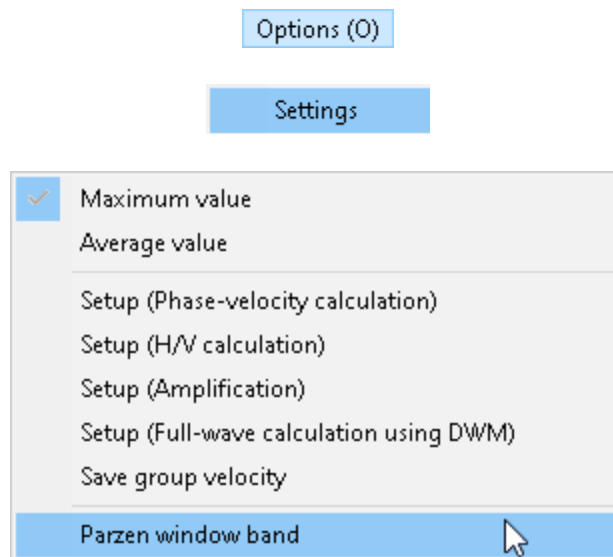 Options (O)
Settings
Maximum value
Average value
Setup (Phase-velocity calculation)
Setup (H/V calculation)
Setup (Amplification)
Setup (Full-wave calculation using DWM)
Save group velocity
Parzen window band